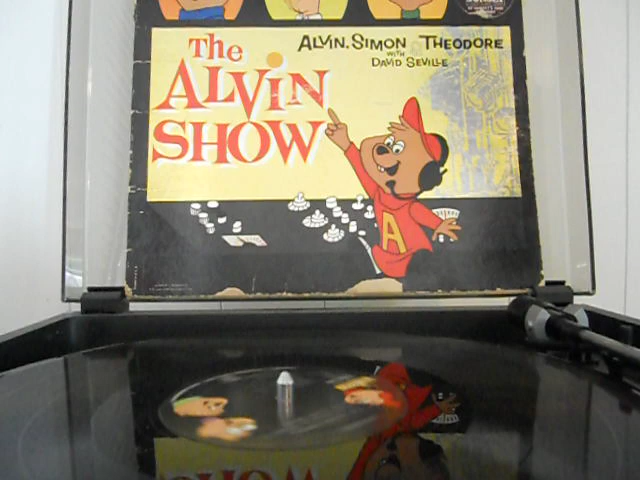 The
ALVIN
SHOW
ALVIN, SIMON THEODORE
WITH
DAVID SEVILLE
A